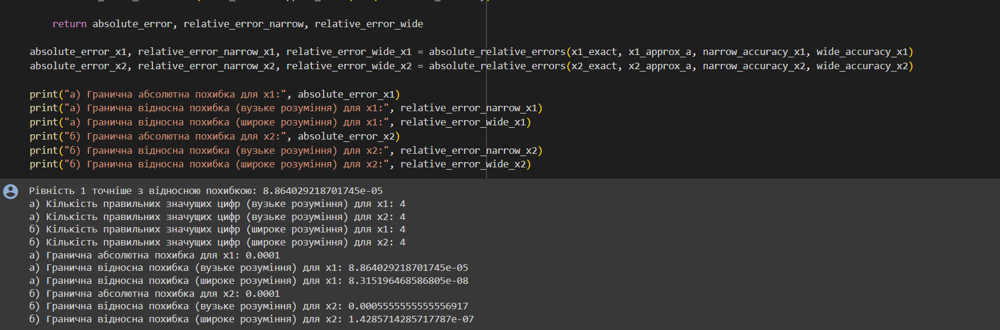 return absolute_error, relative_error_narrow, relative_error_wide
absolute_error_x1, relative_error_narrow_x1, relative_error_wide_x1 = absolute_relative_errors(x1_exact, x1_approx_a, narrow_accuracy_x1, wide_accuracy_x1)
absolute_error_x2, relative_error_narrow_x2, relative_error_wide_x2 = absolute_relative_errors(x2_exact, x2_approx_a, narrow_accuracy_x2, wide_accuracy_x2)
print("а) Гранична абсолютна похибка для x1:", absolute_error_x1)
print("а) Гранична відносна похибка (вузьке розуміння) для x1:", relative_error_narrow_x1)
print("а) Гранична відносна похибка (широке розуміння) для x1:", relative_error_wide_x1)
print("б) Гранична абсолютна похибка для x2:", absolute_error_x2)
print("б) Гранична відносна похибка (вузьке розуміння) для x2:", relative_error_narrow_x2)
print("б) Гранична відносна похибка (широке розуміння) для x2:", relative_error_wide_x2)
Рівність 1 точніше з відносною похибкою: 8.864029218701745e-05
а) Кількість правильних значущих цифр (вузьке розуміння) для x1: 4
а) Кількість правильних значущих цифр (вузьке розуміння) для x2: 4
б) Кількість правильних значущих цифр (широке розуміння) для x1: 4
б) Кількість правильних значущих цифр (широке розуміння) для x2: 4
а) Гранична абсолютна похибка для x1: 0.0001
а) Гранична відносна похибка (вузьке розуміння) для x1: 8.864029218701745e-05
а) Гранична відносна похибка (широке розуміння) для x1: 8.315196468586805e-08
б) Гранична абсолютна похибка для x2: 0.0001
б) Гранична відносна похибка (вузьке розуміння) для x2: 0.0005555555555556917
б) Гранична відносна похибка (широке розуміння) для x2: 1.4285714285717787e-07